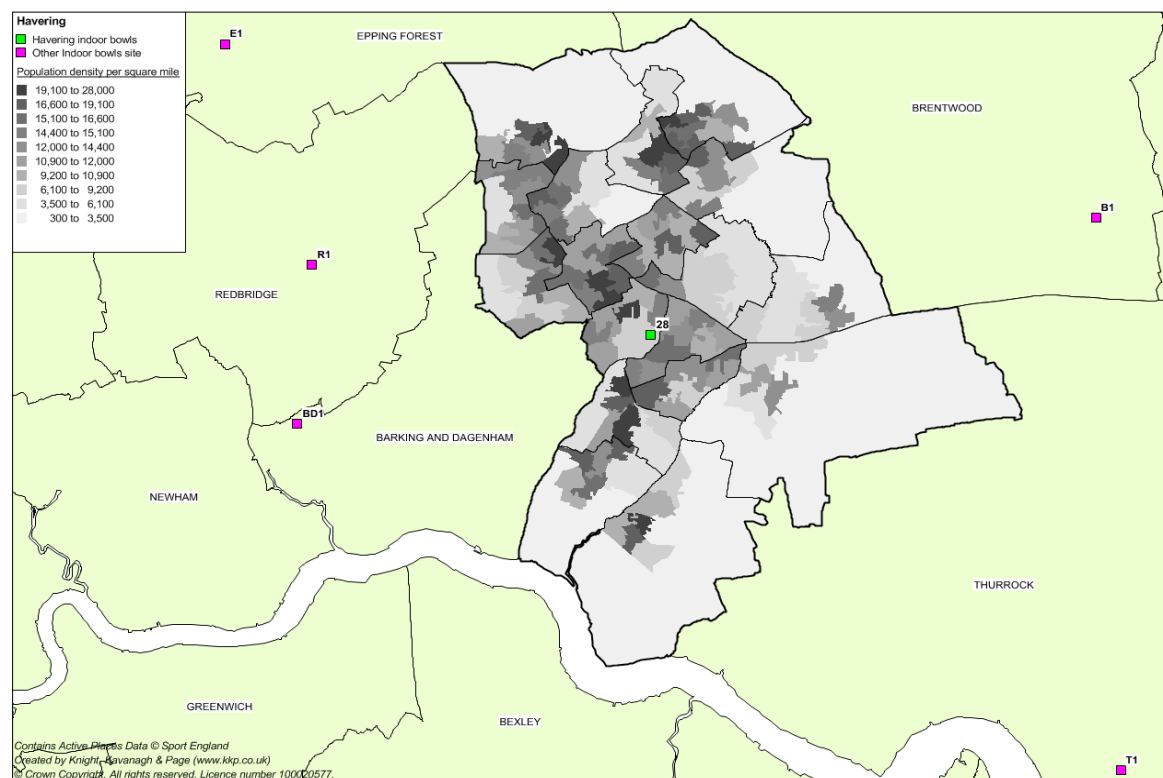 Havering
Havering indoor bowls
Other Indoor bowls site
Population density per square mile
19,100 to 28,000
16,600 to 19,100
15,100 to 16,600
14,400 to 15,100
12,000 to 14,400
10,900 to 12,000
9,200 to 10,900
6,100 to 9,200
3,500 to 6,100
300 to 3,500
E1
EPPING FOREST
BRENTWOOD
B1
R1
REDBRIDGE
28
BD1
BARKING AND DAGENHAM
NEWHAM
THURROCK
GREENWICH
BEXLEY
T1
Contains Active Places Data © Sport England
Created by Knight, Kavanagh & Page (www.kkp.co.uk)
© Crown Copyright. All rights reserved. Licence number 100020577.